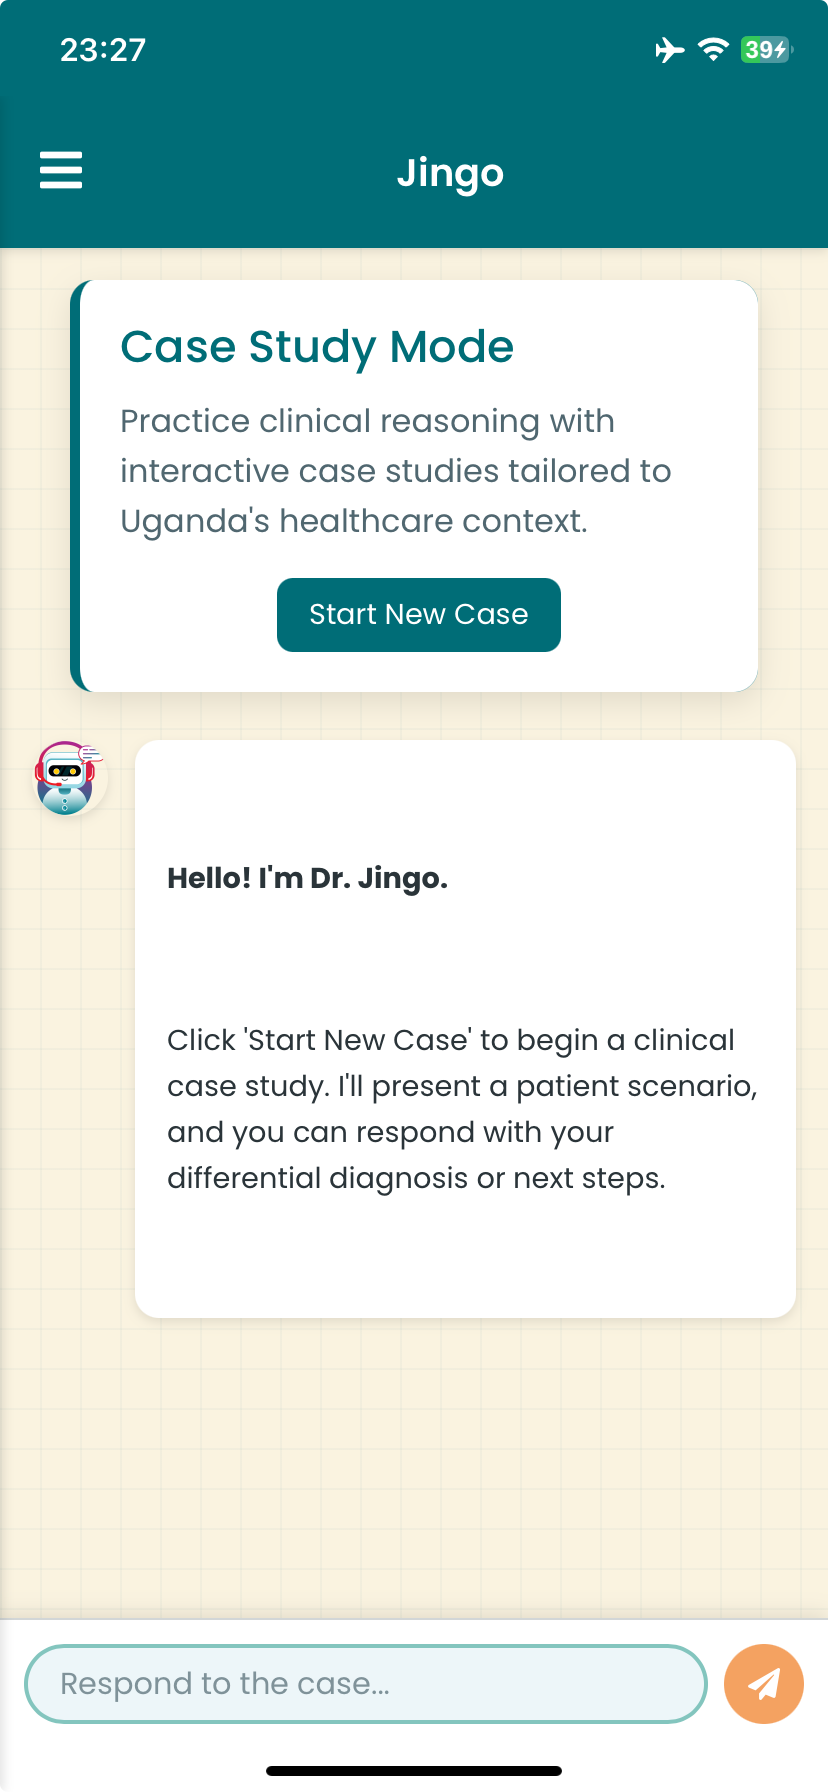 23:27
39
Jingo
Case Study Mode
Practice clinical reasoning with
interactive case studies tailored to
Uganda's healthcare context.
Start New Case
Hello! I'm Dr. Jingo.
Click 'Start New Case' to begin a clinical
case study. I'll present a patient scenario,
and you can respond with your
differential diagnosis or next steps.
Respond to the case...